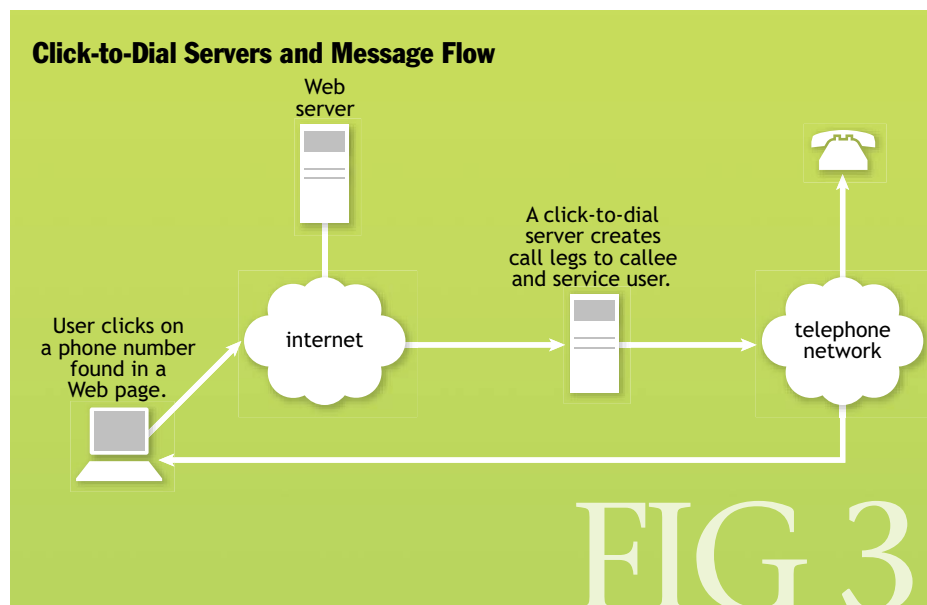 Click-to-Dial Servers and Message Flow
Web
server
A click-to-dial
server creates
call legs to callee
and service user.
User clicks on
a phone number
found in a
Web page.
internet
telephone
network
FIG 3